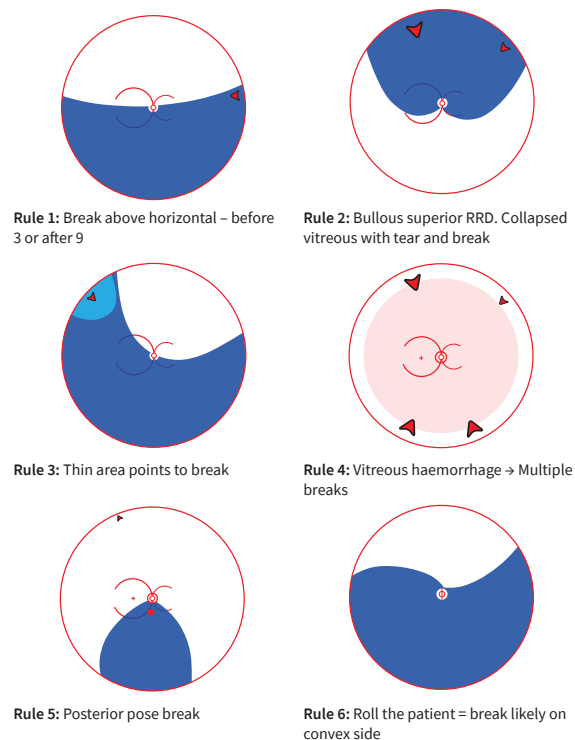 Rule 1: Break above horizontal – before
3 or after 9
Rule 2: Bullous superior RRD. Collapsed
vitreous with tear and break
Rule 3: Thin area points to break
Rule 4: Vitreous haemorrhage → Multiple
breaks
Rule 5: Posterior pose break
Rule 6: Roll the patient = break likely on
convex side